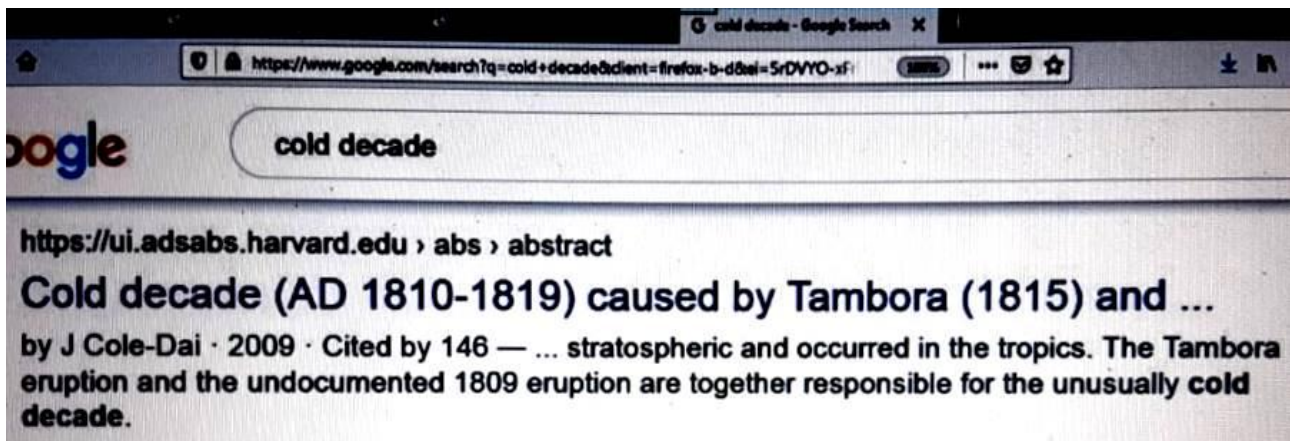 cold decade - Google Search
https://www.google.com/search?q=cold+decade&client=firefox-b-d&ei=5rDVYO-xF
oogle
cold decade
https://ui.adsabs.harvard.edu › abs › abstract
Cold decade (AD 1810-1819) caused by Tambora (1815) and ...
by J Cole-Dai · 2009 · Cited by 146 — ... stratospheric and occurred in the tropics. The Tambora
eruption and the undocumented 1809 eruption are together responsible for the unusually cold
decade.